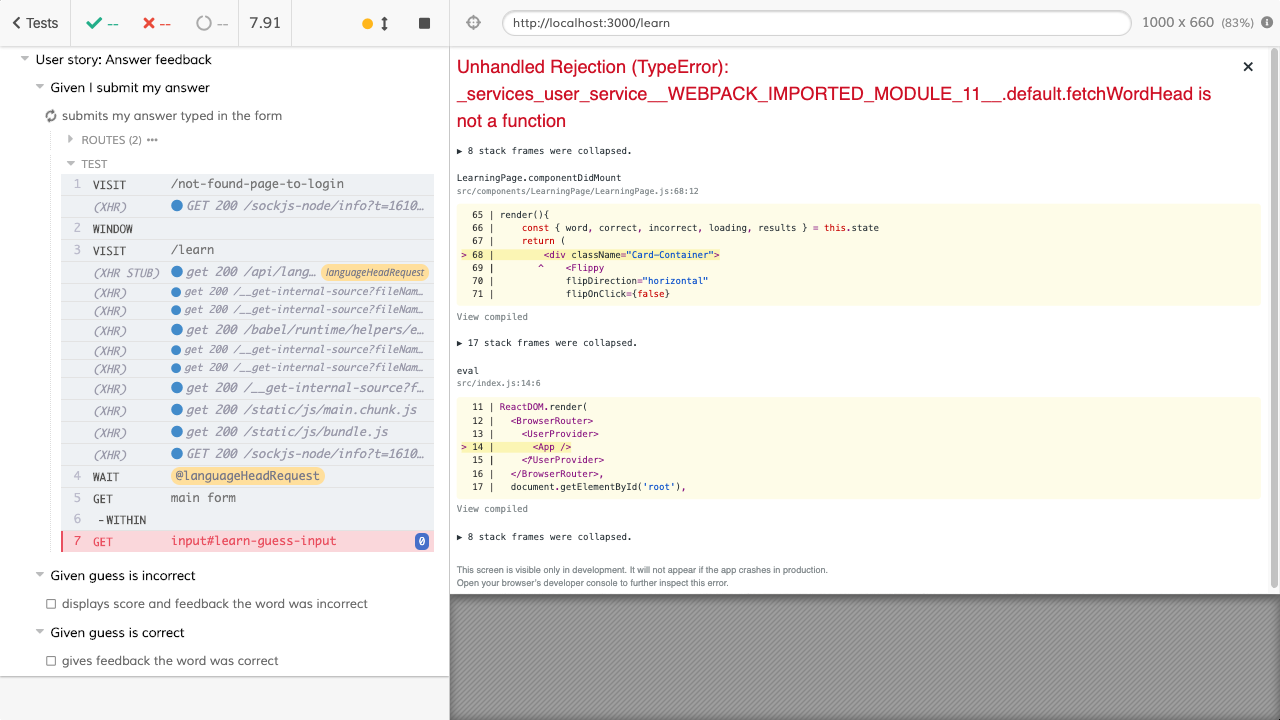 Tests
--
--
--
7.91
http://localhost:3000/learn
1000 x 660 (83%)
User story: Answer feedback
Given I submit my answer
submits my answer typed in the form
ROUTES (2)
TEST
1 VISIT /not-found-page-to-login
(XHR) GET 200 /sockjs-node/info?t=1610…
2 WINDOW
3 VISIT /learn
(XHR STUB) get 200 /api/lang… languageHeadRequest
(XHR) get 200 /__get-internal-source?fileNam…
(XHR) get 200 /__get-internal-source?fileNam…
(XHR) get 200 /babel/runtime/helpers/e…
(XHR) get 200 /__get-internal-source?fileNam…
(XHR) get 200 /__get-internal-source?fileNam…
(XHR) get 200 /__get-internal-source?f…
(XHR) get 200 /static/js/main.chunk.js
(XHR) get 200 /static/js/bundle.js
(XHR) GET 200 /sockjs-node/info?t=1610…
4 WAIT @languageHeadRequest
5 GET main form
6 -WITHIN
7 GET input#learn-guess-input 0
Given guess is incorrect
displays score and feedback the word was incorrect
Given guess is correct
gives feedback the word was correct
Unhandled Rejection (TypeError):
_services_user_service__WEBPACK_IMPORTED_MODULE_11__.default.fetchWordHead is
not a function
▶ 8 stack frames were collapsed.
LearningPage.componentDidMount
src/components/LearningPage/LearningPage.js:68:12
65 | render(){
66 | const { word, correct, incorrect, loading, results } = this.state
67 | return (
> 68 | <div className="Card-Container">
69 | ^ <Flippy
70 | flipDirection="horizontal"
71 | flipOnClick={false}
View compiled
▶ 17 stack frames were collapsed.
eval
src/index.js:14:6
11 | ReactDOM.render(
12 | <BrowserRouter>
13 | <UserProvider>
> 14 | <App />
15 | ^</UserProvider>
16 | </BrowserRouter>,
17 | document.getElementById('root'),
View compiled
▶ 8 stack frames were collapsed.
This screen is visible only in development. It will not appear if the app crashes in production.
Open your browser's developer console to further inspect this error.